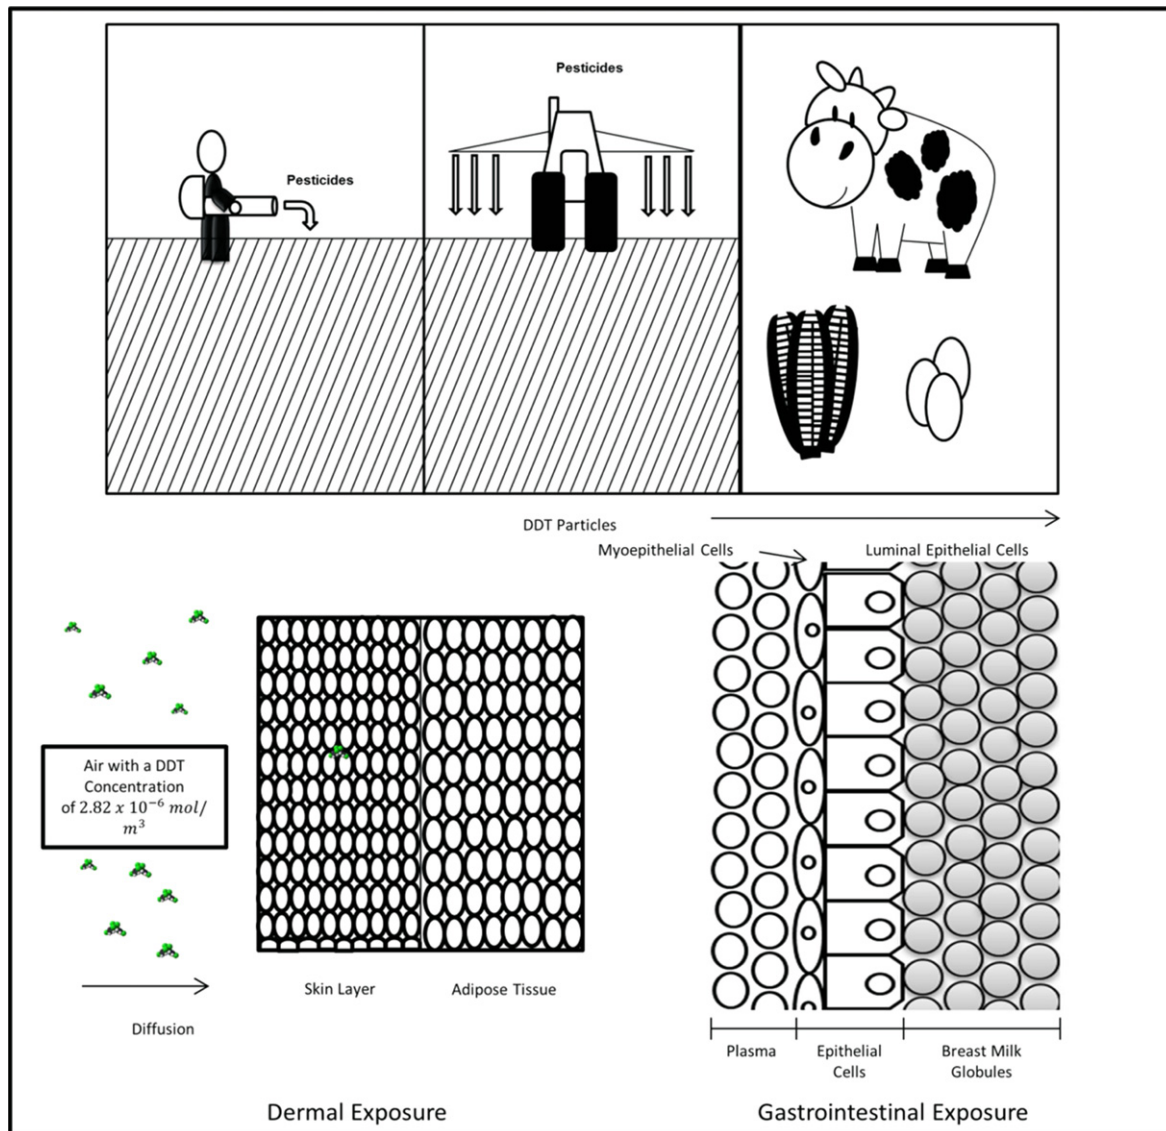 Pesticides
Pesticides
DDT Particles
Myoepithelial Cells
Luminal Epithelial Cells
Air with a DDT
Concentration
of 2.82 x 10⁻⁶ mol/
m³
Diffusion
Skin Layer
Adipose Tissue
Plasma
Epithelial
Cells
Breast Milk
Globules
Dermal Exposure
Gastrointestinal Exposure